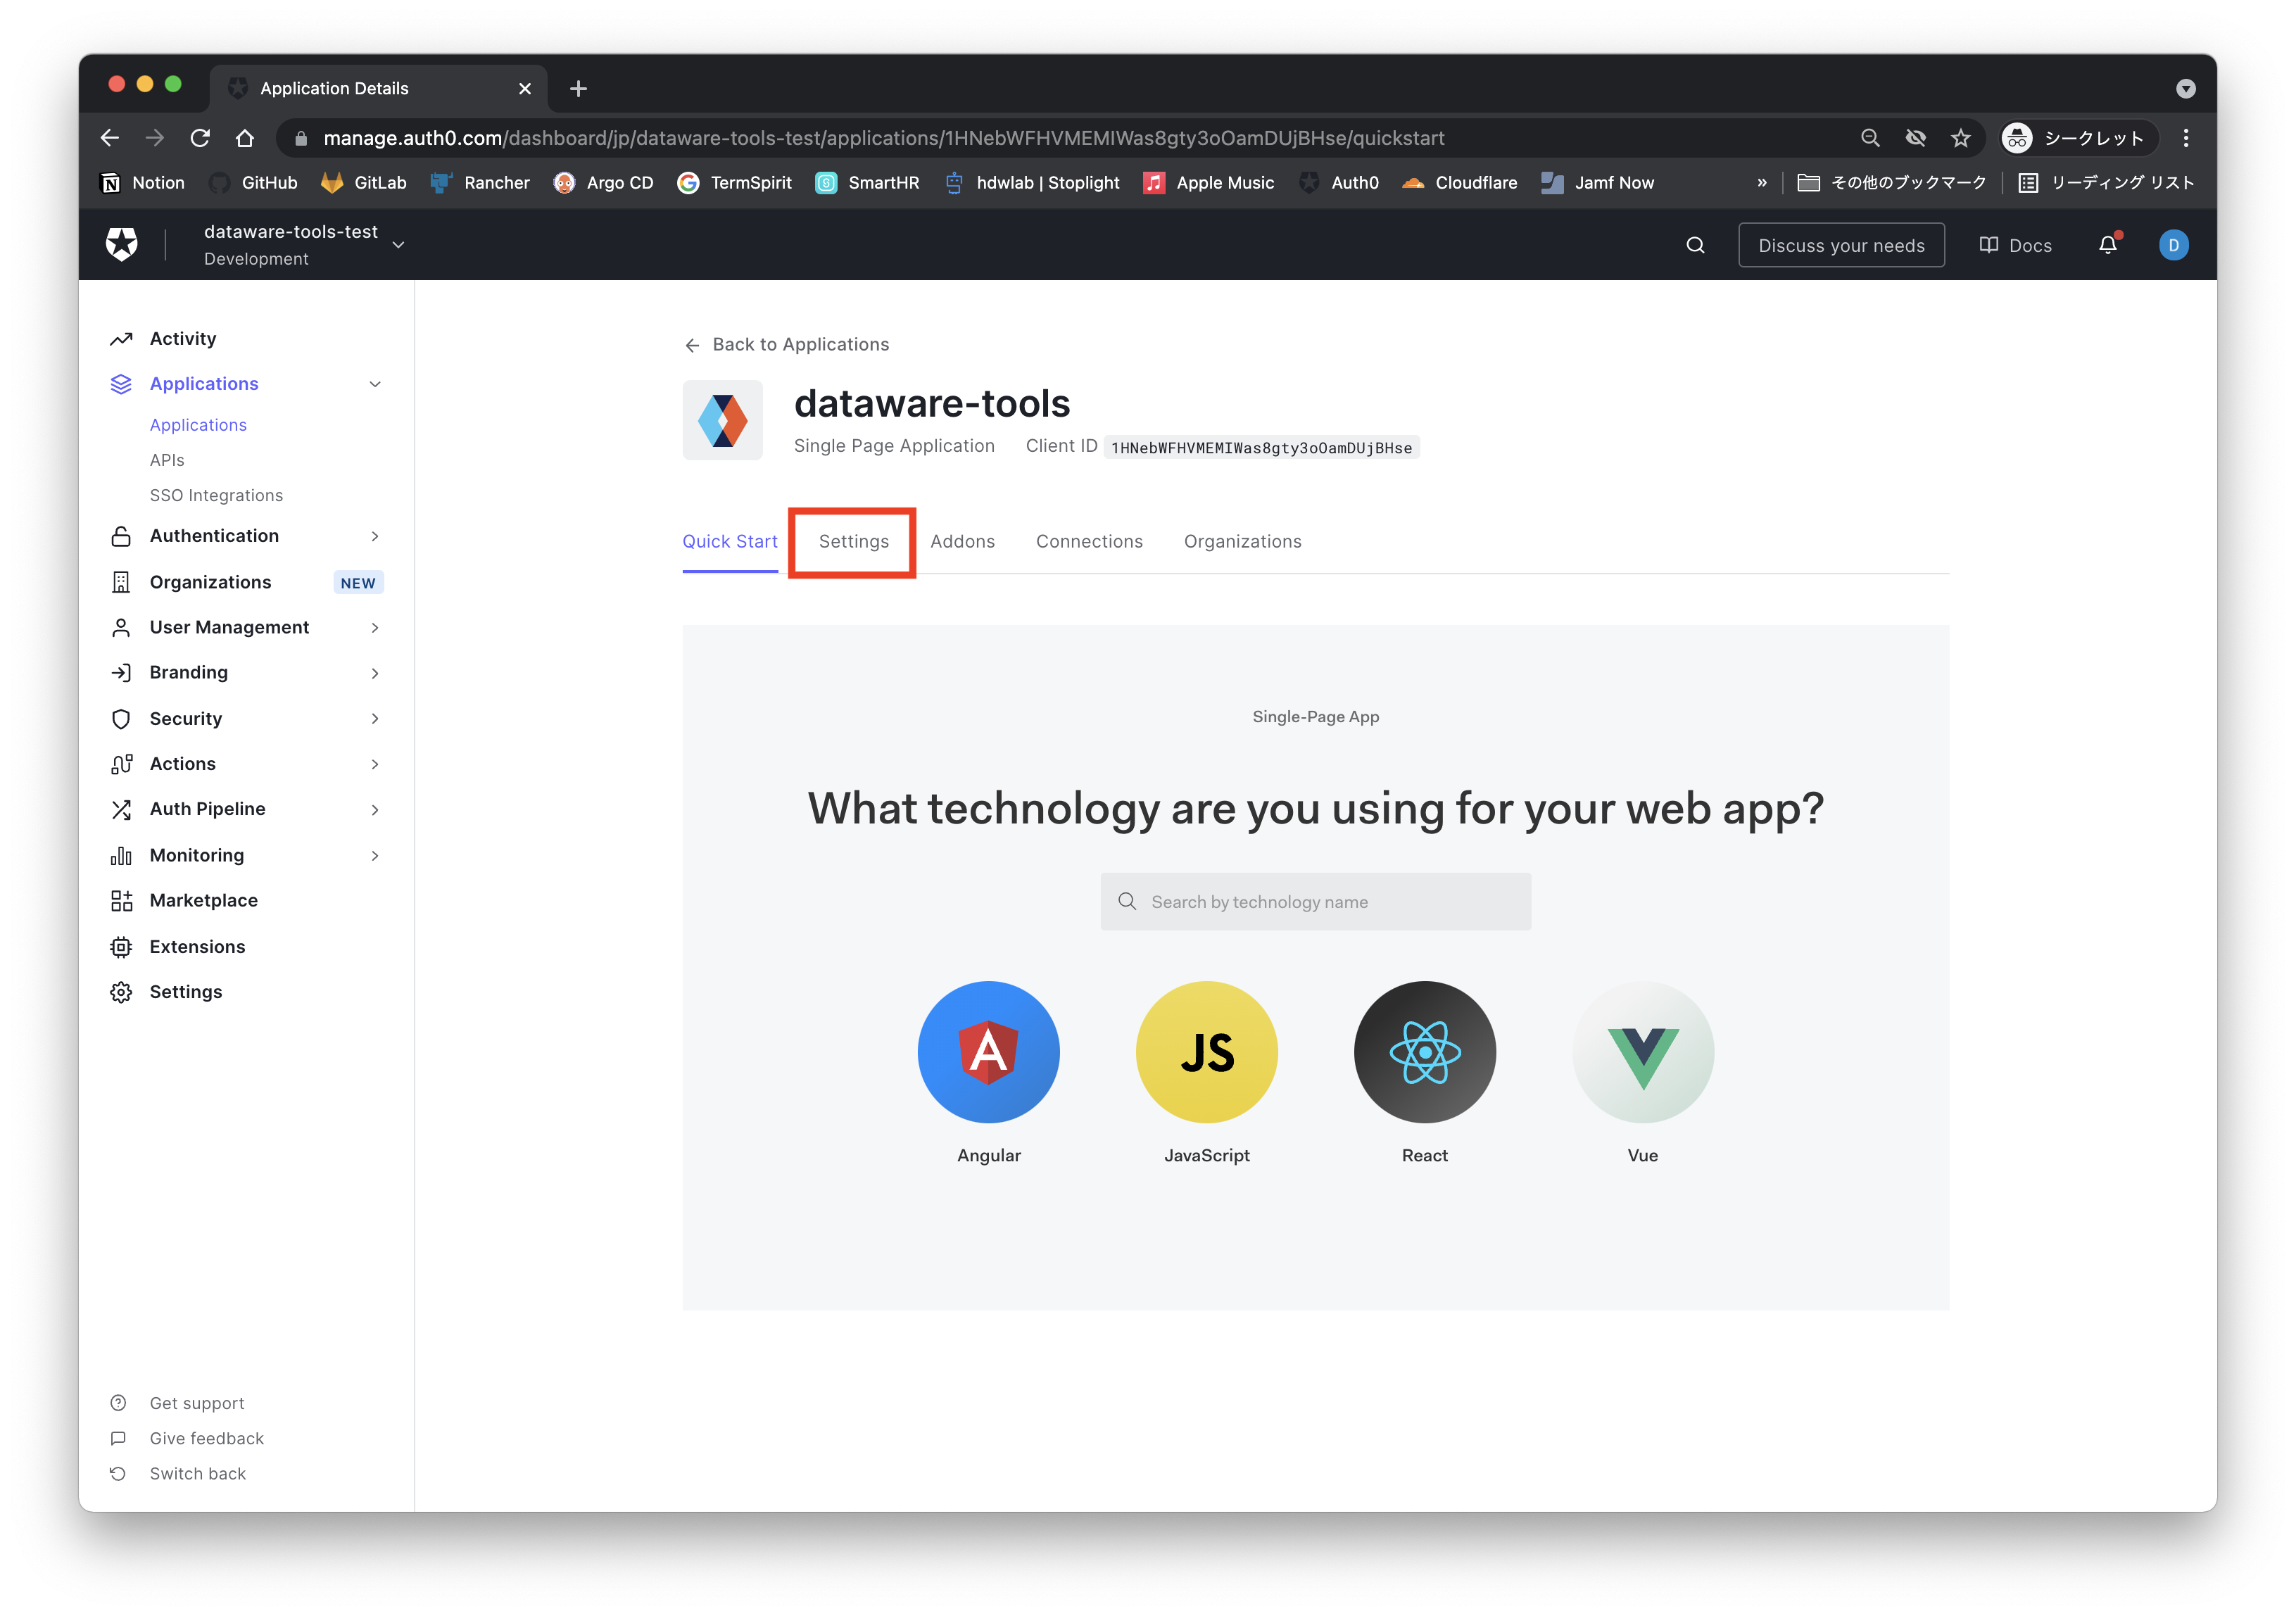 Application Details
manage.auth0.com/dashboard/jp/dataware-tools-test/applications/1HNebWFHVMEMIWas8gty3oOamDUjBHse/quickstart
シークレット
Notion GitHub GitLab Rancher Argo CD TermSpirit SmartHR hdwlab | Stoplight Apple Music Auth0 Cloudflare Jamf Now » その他のブックマーク リーディング リスト
dataware-tools-test
Development
Discuss your needs
Docs
D
Activity
Applications
Applications
APIs
SSO Integrations
Authentication
Organizations NEW
User Management
Branding
Security
Actions
Auth Pipeline
Monitoring
Marketplace
Extensions
Settings
Get support
Give feedback
Switch back
Back to Applications
dataware-tools
Single Page Application Client ID 1HNebWFHVMEMIWas8gty3oOamDUjBHse
Quick Start Settings Addons Connections Organizations
Single-Page App
What technology are you using for your web app?
Search by technology name
A JS
Angular JavaScript React Vue